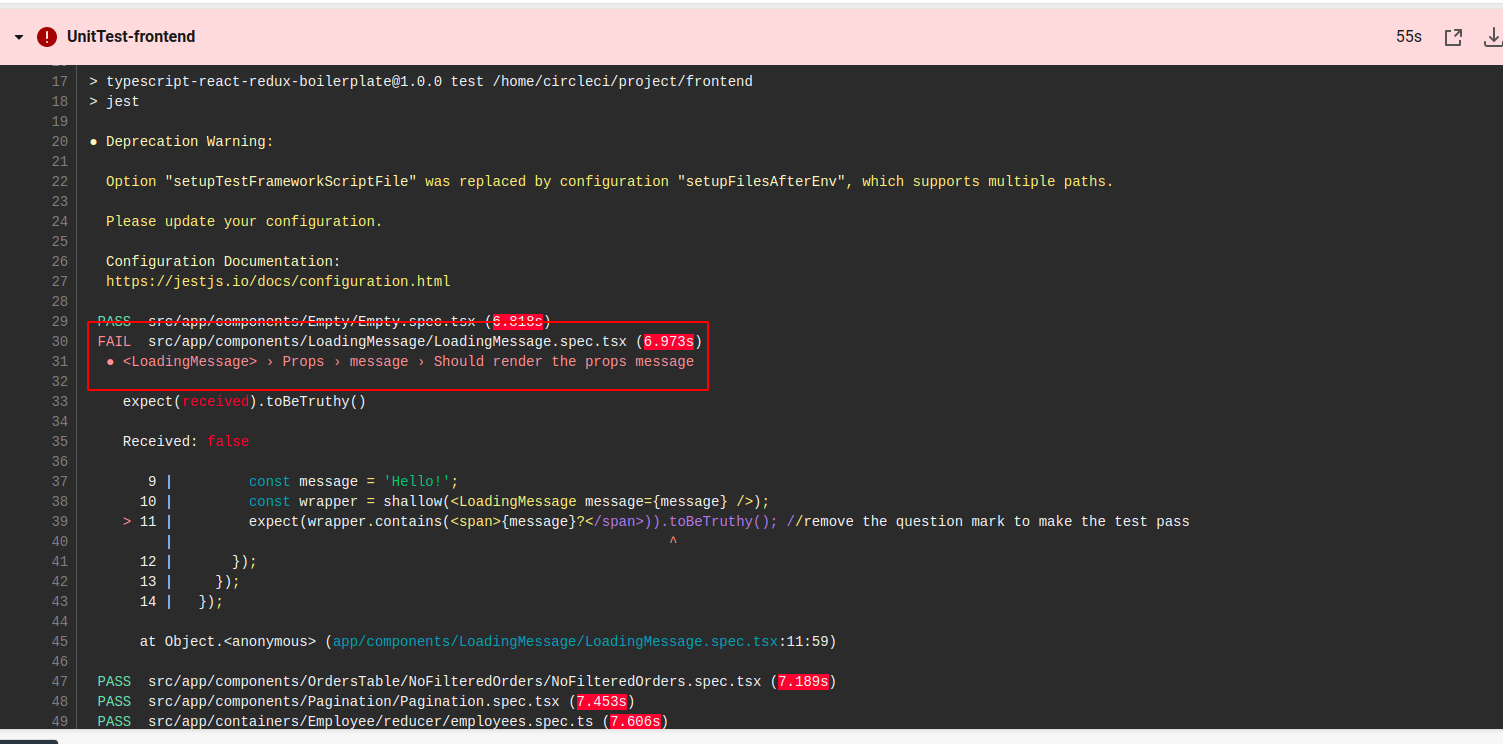 UnitTest-frontend 55s
17 > typescript-react-redux-boilerplate@1.0.0 test /home/circleci/project/frontend
18 > jest
19
20 ● Deprecation Warning:
21
22 Option "setupTestFrameworkScriptFile" was replaced by configuration "setupFilesAfterEnv", which supports multiple paths.
23
24 Please update your configuration.
25
26 Configuration Documentation:
27 https://jestjs.io/docs/configuration.html
28
29 PASS src/app/components/Empty/Empty.spec.tsx (6.818s)
30 FAIL src/app/components/LoadingMessage/LoadingMessage.spec.tsx (6.973s)
31 ● <LoadingMessage> › Props › message › Should render the props message
32
33 expect(received).toBeTruthy()
34
35 Received: false
36
37 9 | const message = 'Hello!';
38 10 | const wrapper = shallow(<LoadingMessage message={message} />);
39 > 11 | expect(wrapper.contains(<span>{message}?</span>)).toBeTruthy(); //remove the question mark to make the test pass
40 | ^
41 12 | });
42 13 | });
43 14 | });
44
45 at Object.<anonymous> (app/components/LoadingMessage/LoadingMessage.spec.tsx:11:59)
46
47 PASS src/app/components/OrdersTable/NoFilteredOrders/NoFilteredOrders.spec.tsx (7.189s)
48 PASS src/app/components/Pagination/Pagination.spec.tsx (7.453s)
49 PASS src/app/containers/Employee/reducer/employees.spec.ts (7.606s)